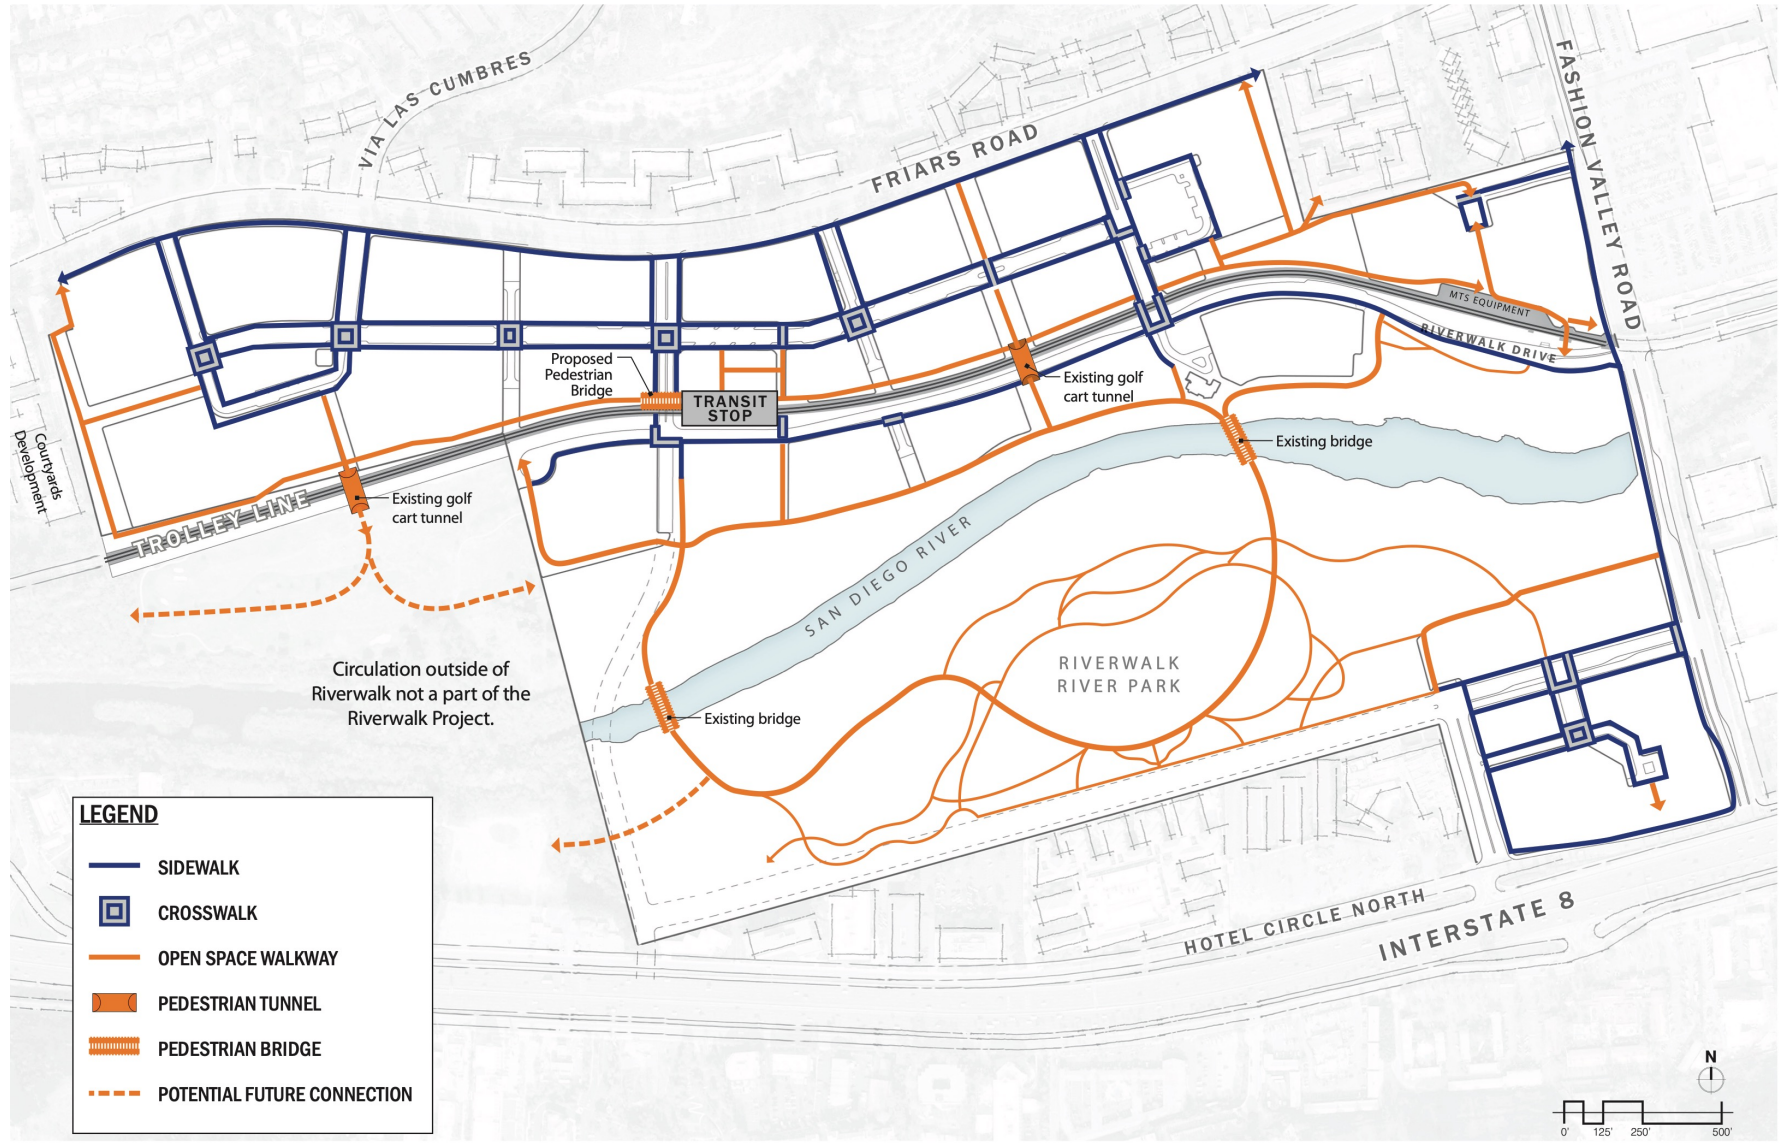 VIA LAS CUMBRES
FRIARS ROAD
FASHION VALLEY ROAD
MTS EQUIPMENT
RIVERWALK DRIVE
Proposed
Pedestrian
Bridge
TRANSIT
STOP
Existing golf
cart tunnel
Existing bridge
Courtyards
Development
TROLLEY LINE
Existing golf
cart tunnel
SAN DIEGO RIVER
Circulation outside of
Riverwalk not a part of the
Riverwalk Project.
RIVERWALK
RIVER PARK
Existing bridge
HOTEL CIRCLE NORTH
INTERSTATE 8
LEGEND
SIDEWALK
CROSSWALK
OPEN SPACE WALKWAY
PEDESTRIAN TUNNEL
PEDESTRIAN BRIDGE
POTENTIAL FUTURE CONNECTION
N
0' 125' 250' 500'